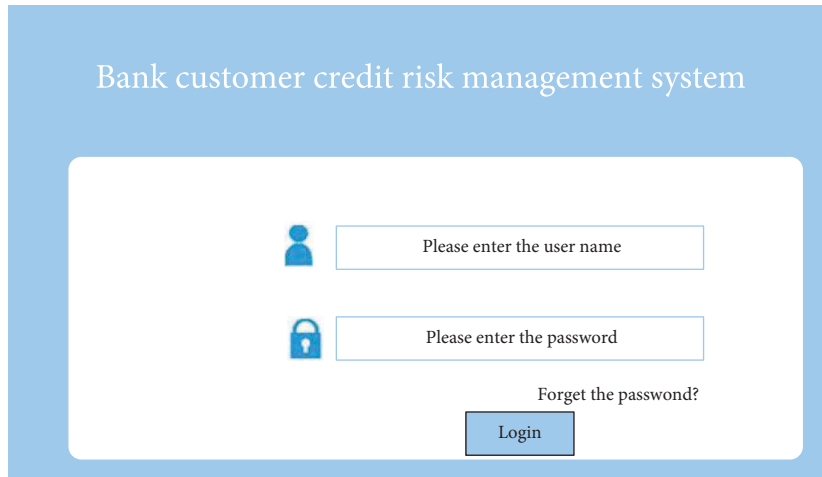 Bank customer credit risk management system
Please enter the user name
Please enter the password
Forget the passwond?
Login